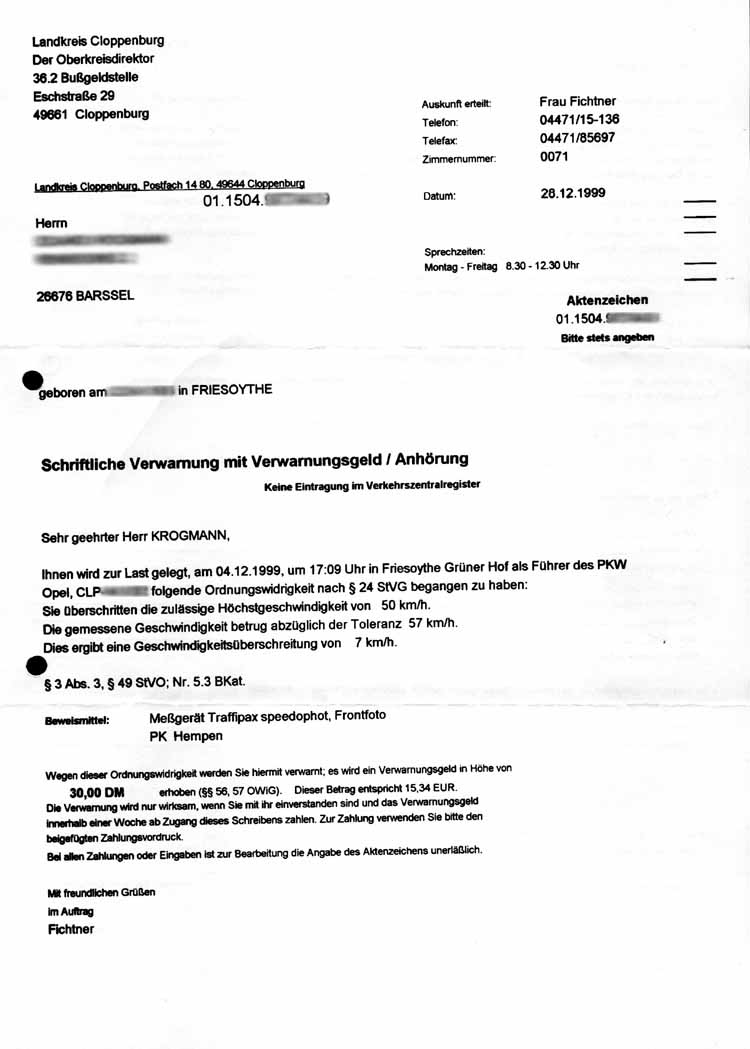 Landkreis Cloppenburg
Der Oberkreisdirektor
36.2 Bußgeldstelle
Eschstraße 29
49661 Cloppenburg
Auskunft erteilt: Frau Fichtner
Telefon: 04471/15-136
Telefax: 04471/85697
Zimmernummer: 0071
Landkreis Cloppenburg, Postfach 14 80, 49644 Cloppenburg
01.1504.
Datum: 26.12.1999
Herrn
Sprechzeiten:
Montag - Freitag 8.30 - 12.30 Uhr
26676 BARSSEL
Aktenzeichen
01.1504.
Bitte stets angeben
geboren am in FRIESOYTHE
Schriftliche Verwarnung mit Verwarnungsgeld / Anhörung
Keine Eintragung im Verkehrszentralregister
Sehr geehrter Herr KROGMANN,
Ihnen wird zur Last gelegt, am 04.12.1999, um 17:09 Uhr in Friesoythe Grüner Hof als Führer des PKW
Opel, CLP- folgende Ordnungswidrigkeit nach § 24 StVG begangen zu haben:
Sie überschritten die zulässige Höchstgeschwindigkeit von 50 km/h.
Die gemessene Geschwindigkeit betrug abzüglich der Toleranz 57 km/h.
Dies ergibt eine Geschwindigkeitsüberschreitung von 7 km/h.
§ 3 Abs. 3, § 49 StVO; Nr. 5.3 BKat.
Beweismittel: Meßgerät Traffipax speedophot, Frontfoto
PK Hempen
Wegen dieser Ordnungswidrigkeit werden Sie hiermit verwarnt; es wird ein Verwarnungsgeld in Höhe von
30,00 DM erhoben (§§ 56, 57 OWiG). Dieser Betrag entspricht 15,34 EUR.
Die Verwarnung wird nur wirksam, wenn Sie mit ihr einverstanden sind und das Verwarnungsgeld
innerhalb einer Woche ab Zugang dieses Schreibens zahlen. Zur Zahlung verwenden Sie bitte den
beigefügten Zahlungsvordruck.
Bei allen Zahlungen oder Eingaben ist zur Bearbeitung die Angabe des Aktenzeichens unerläßlich.
Mit freundlichen Grüßen
Im Auftrag
Fichtner